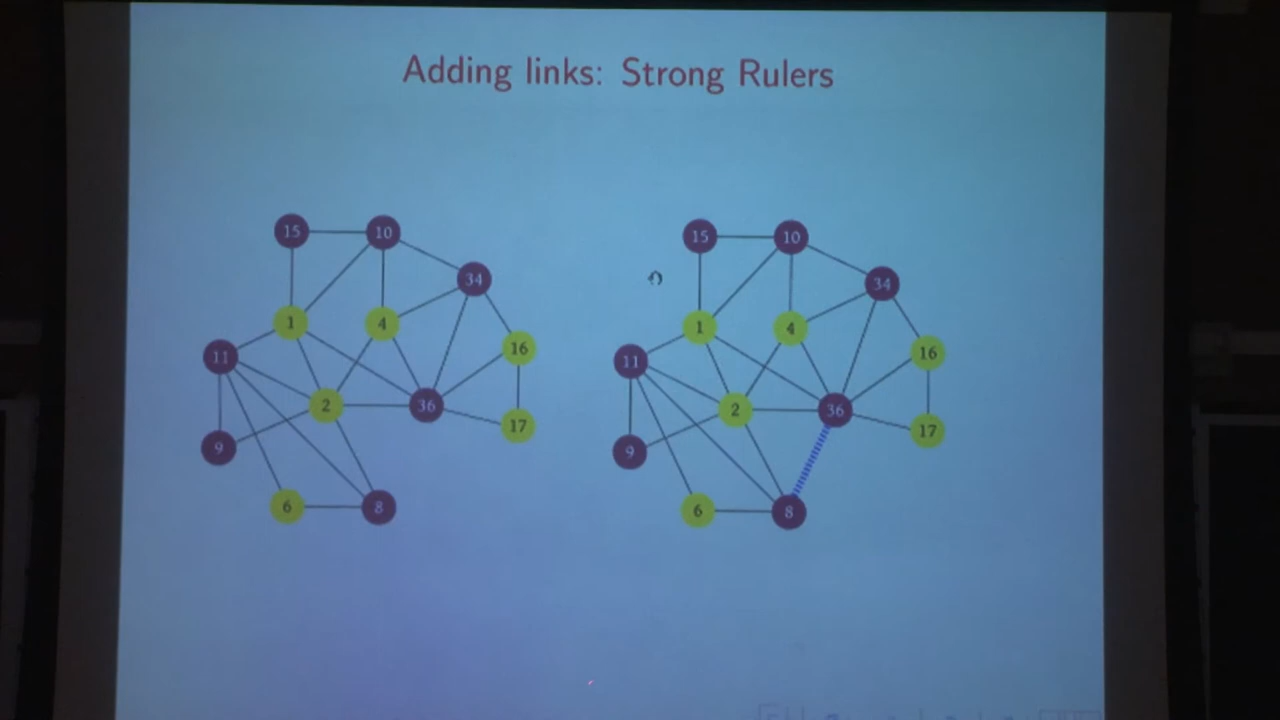 Adding links: Strong Rulers
15 10 15 10
34 34
1 4 1 4
16 16
11 11
2 36 2 36
17 17
9 9
6 8 6 8